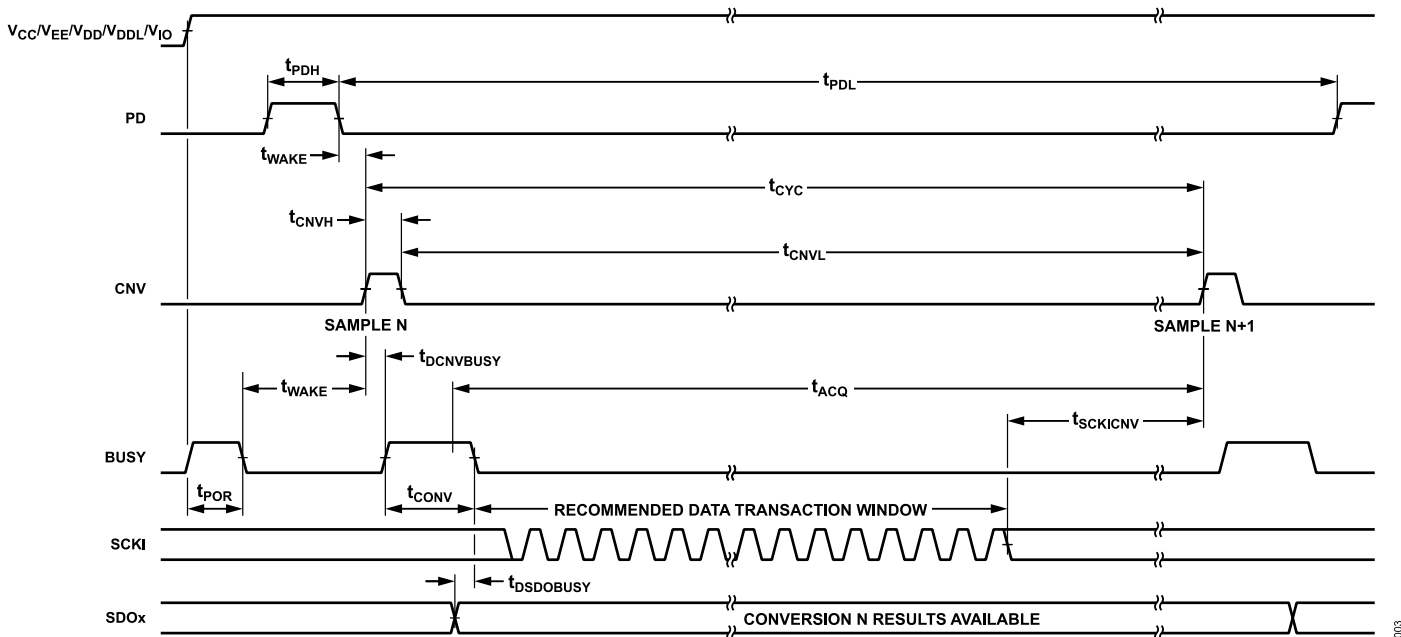 VCC/VEE/VDD/VDDL/VIO
tPDH
tPDL
PD
tWAKE
tCYC
tCNVH
tCNVL
CNV
SAMPLE N
SAMPLE N+1
tDCNVBUSY
tWAKE
tACQ
tSCKICNV
BUSY
tPOR
tCONV
RECOMMENDED DATA TRANSACTION WINDOW
SCKI
tDSDOBUSY
SDOx
CONVERSION N RESULTS AVAILABLE
003